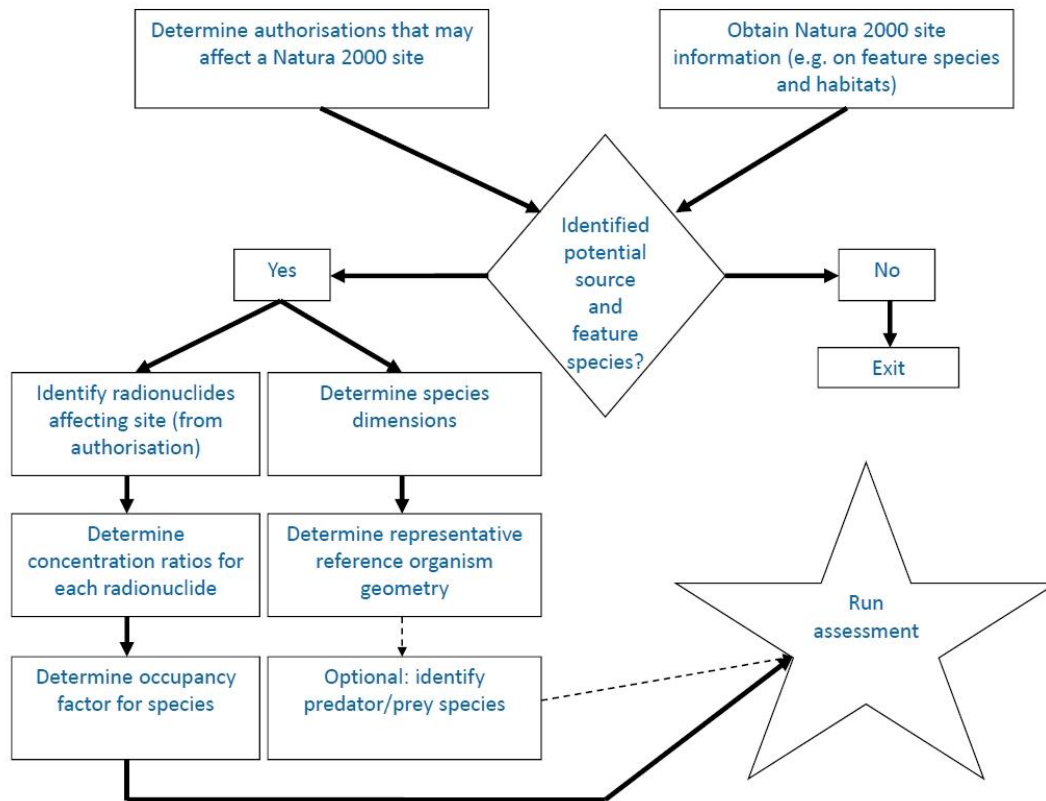 Determine authorisations that may
affect a Natura 2000 site
Obtain Natura 2000 site
information (e.g. on feature species
and habitats)
Identified
potential
source
and
feature
species?
Yes
No
Exit
Identify radionuclides
affecting site (from
authorisation)
Determine species
dimensions
Determine
concentration ratios for
each radionuclide
Determine representative
reference organism
geometry
Determine occupancy
factor for species
Optional: identify
predator/prey species
Run
assessment